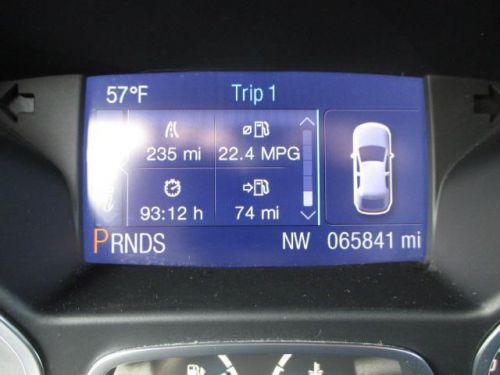 57°F Trip 1
235 mi ⌀ 22.4 MPG
93:12 h 74 mi
PRNDS NW 065841 mi